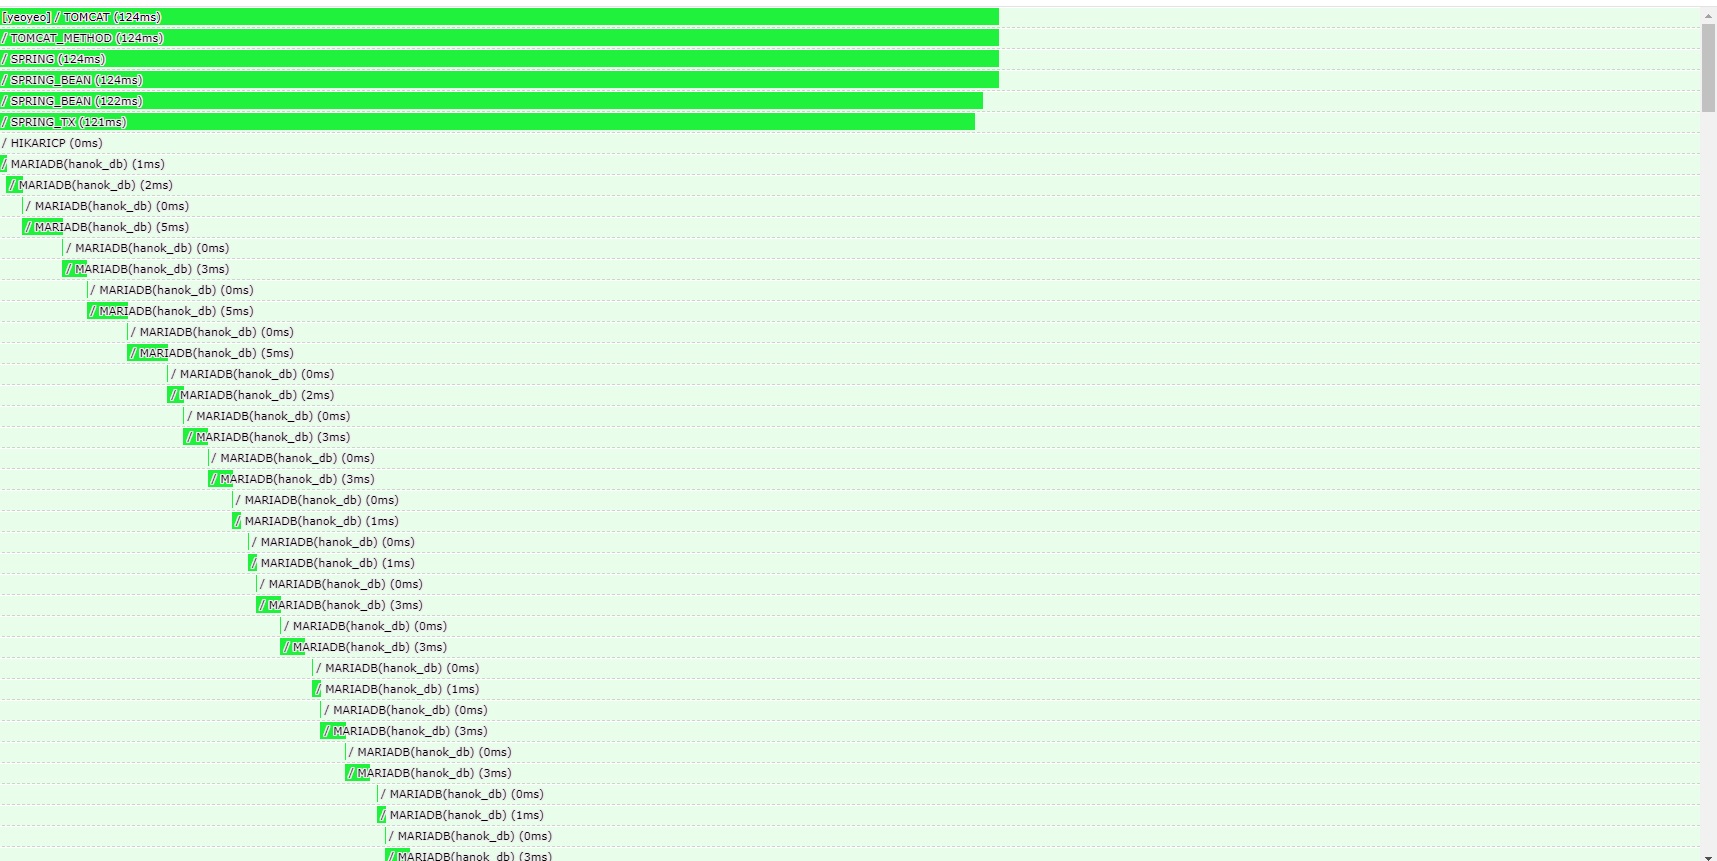 [yeoyeo] / TOMCAT (124ms)
/ TOMCAT_METHOD (124ms)
/ SPRING (124ms)
/ SPRING_BEAN (124ms)
/ SPRING_BEAN (122ms)
/ SPRING_TX (121ms)
/ HIKARICP (0ms)
/ MARIADB(hanok_db) (1ms)
/ MARIADB(hanok_db) (2ms)
/ MARIADB(hanok_db) (0ms)
/ MARIADB(hanok_db) (5ms)
/ MARIADB(hanok_db) (0ms)
/ MARIADB(hanok_db) (3ms)
/ MARIADB(hanok_db) (0ms)
/ MARIADB(hanok_db) (5ms)
/ MARIADB(hanok_db) (0ms)
/ MARIADB(hanok_db) (5ms)
/ MARIADB(hanok_db) (0ms)
/ MARIADB(hanok_db) (2ms)
/ MARIADB(hanok_db) (0ms)
/ MARIADB(hanok_db) (3ms)
/ MARIADB(hanok_db) (0ms)
/ MARIADB(hanok_db) (3ms)
/ MARIADB(hanok_db) (0ms)
/ MARIADB(hanok_db) (1ms)
/ MARIADB(hanok_db) (0ms)
/ MARIADB(hanok_db) (1ms)
/ MARIADB(hanok_db) (0ms)
/ MARIADB(hanok_db) (3ms)
/ MARIADB(hanok_db) (0ms)
/ MARIADB(hanok_db) (3ms)
/ MARIADB(hanok_db) (0ms)
/ MARIADB(hanok_db) (1ms)
/ MARIADB(hanok_db) (0ms)
/ MARIADB(hanok_db) (3ms)
/ MARIADB(hanok_db) (0ms)
/ MARIADB(hanok_db) (3ms)
/ MARIADB(hanok_db) (0ms)
/ MARIADB(hanok_db) (1ms)
/ MARIADB(hanok_db) (0ms)
/ MARIADB(hanok_db) (3ms)